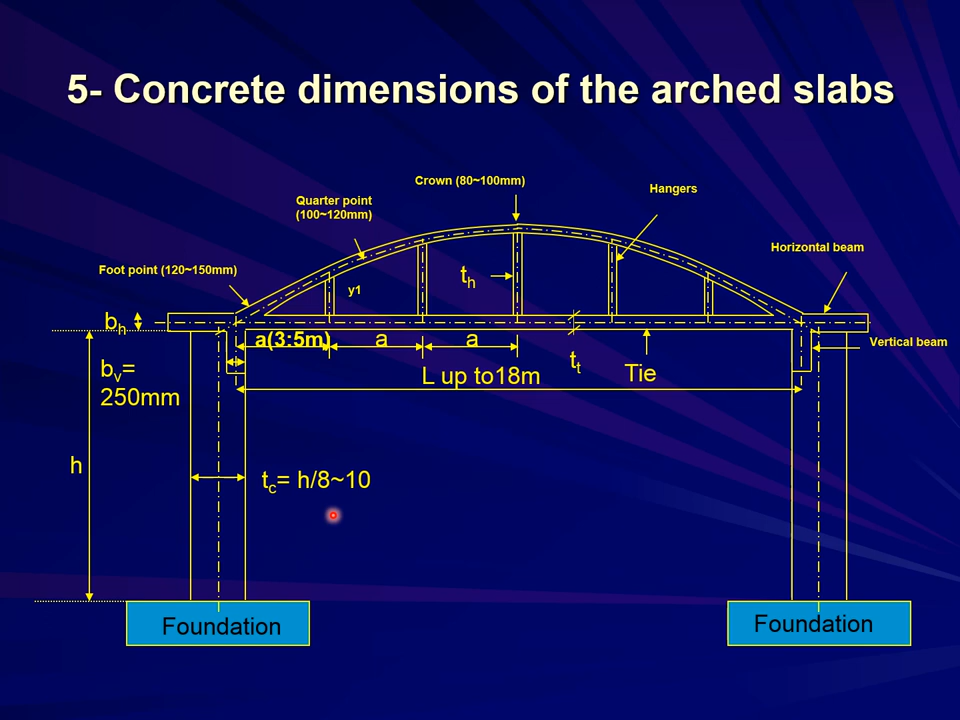 5- Concrete dimensions of the arched slabs
Crown (80~100mm)
Hangers
Quarter point
(100~120mm)
Horizontal beam
Foot point (120~150mm)
th
y1
bh
a(3:5m)
a
a
Vertical beam
tt
Tie
L up to18m
bv=
250mm
h
tc= h/8~10
Foundation
Foundation